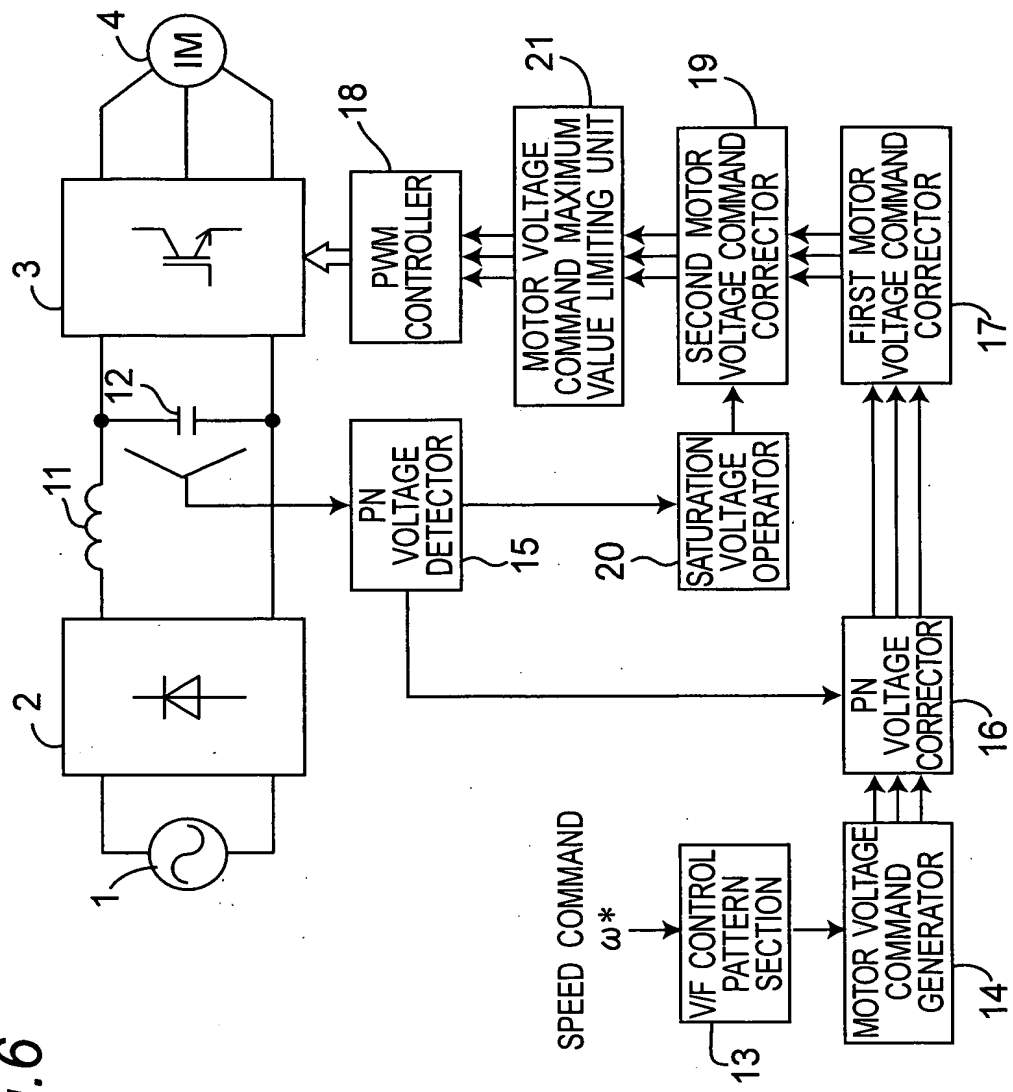 .6
1
2
11
12
3
4
IM
SPEED COMMAND
ω*
V/F CONTROL
PATTERN
SECTION
13
MOTOR VOLTAGE
COMMAND
GENERATOR
14
PN
VOLTAGE
CORRECTOR
16
PN
VOLTAGE
DETECTOR
15
SATURATION
VOLTAGE
OPERATOR
20
FIRST MOTOR
VOLTAGE COMMAND
CORRECTOR
17
SECOND MOTOR
VOLTAGE COMMAND
CORRECTOR
19
MOTOR VOLTAGE
COMMAND MAXIMUM
VALUE LIMITING UNIT
21
PWM
CONTROLLER
18